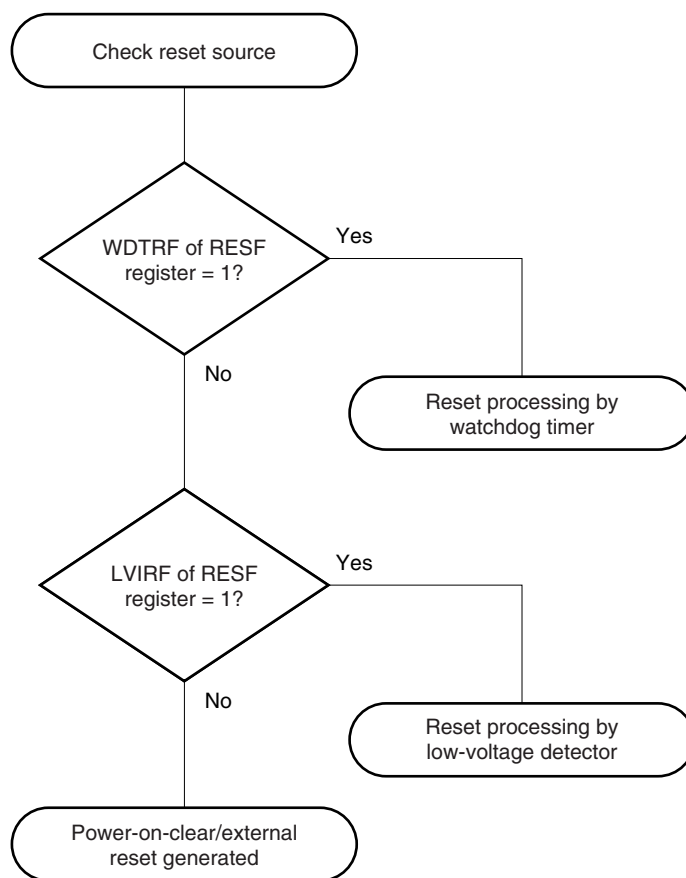 Check reset source
WDTRF of RESF
register = 1?
Yes
No
Reset processing by
watchdog timer
LVIRF of RESF
register = 1?
Yes
No
Reset processing by
low-voltage detector
Power-on-clear/external
reset generated